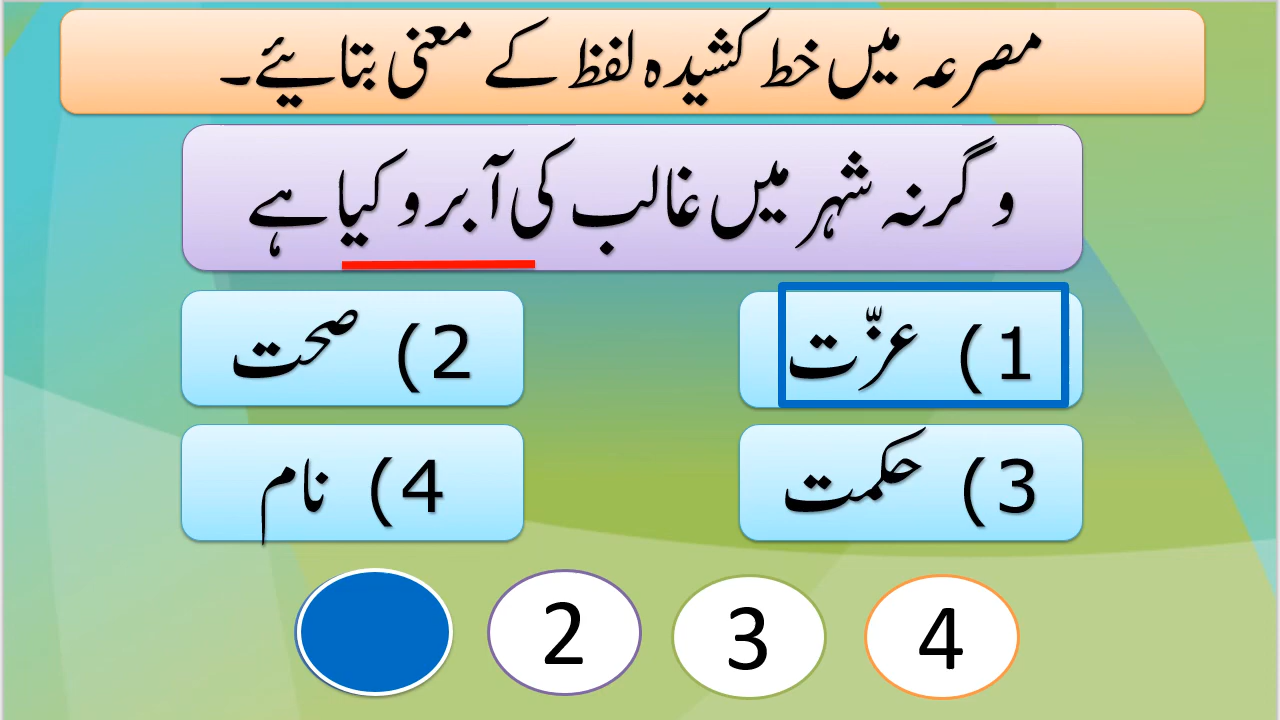 مصرعہ میں خط کشیدہ لفظ کے معنی بتائیے۔
وگرنہ شہر میں غالب کی آبرو کیا ہے
1) عزّت
2) صحت
3) حکمت
4) نام
2 3 4